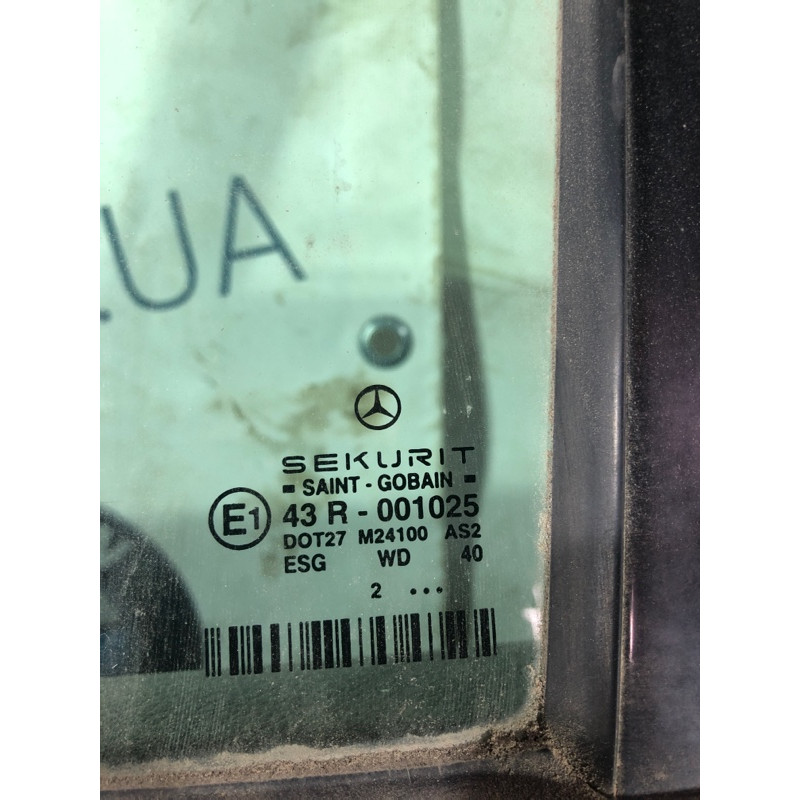 UA
SEKURIT
SAINT - GOBAIN
E1 43 R - 001025
DOT27 M24100 AS2
ESG WD 40
2 •••